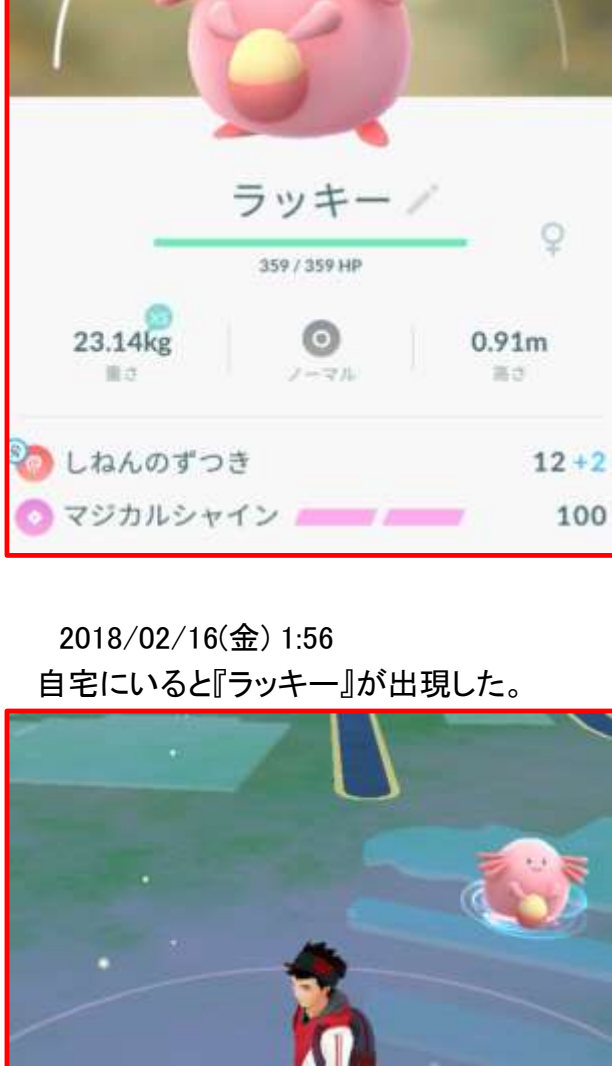 ラッキー
359 / 359 HP
XS
23.14kg
0.91m
重さ
ノーマル
高さ
しねんのずつき 12 +2
マジカルシャイン 100
2018/02/16(金) 1:56
自宅にいると『ラッキー』が出現した。